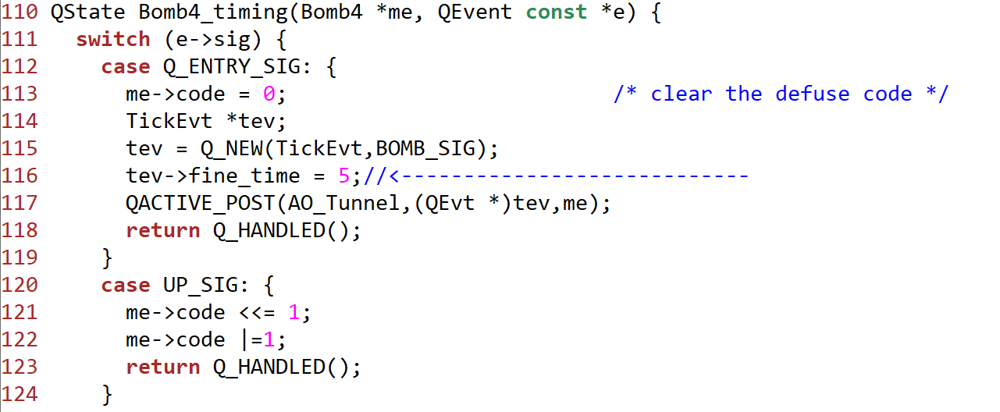 110 QState Bomb4_timing(Bomb4 *me, QEvent const *e) {
111   switch (e->sig) {
112     case Q_ENTRY_SIG: {
113       me->code = 0;                          /* clear the defuse code */
114       TickEvt *tev;
115       tev = Q_NEW(TickEvt,BOMB_SIG);
116       tev->fine_time = 5;//<----------------------------
117       QACTIVE_POST(AO_Tunnel,(QEvt *)tev,me);
118       return Q_HANDLED();
119     }
120     case UP_SIG: {
121       me->code <<= 1;
122       me->code |=1;
123       return Q_HANDLED();
124     }